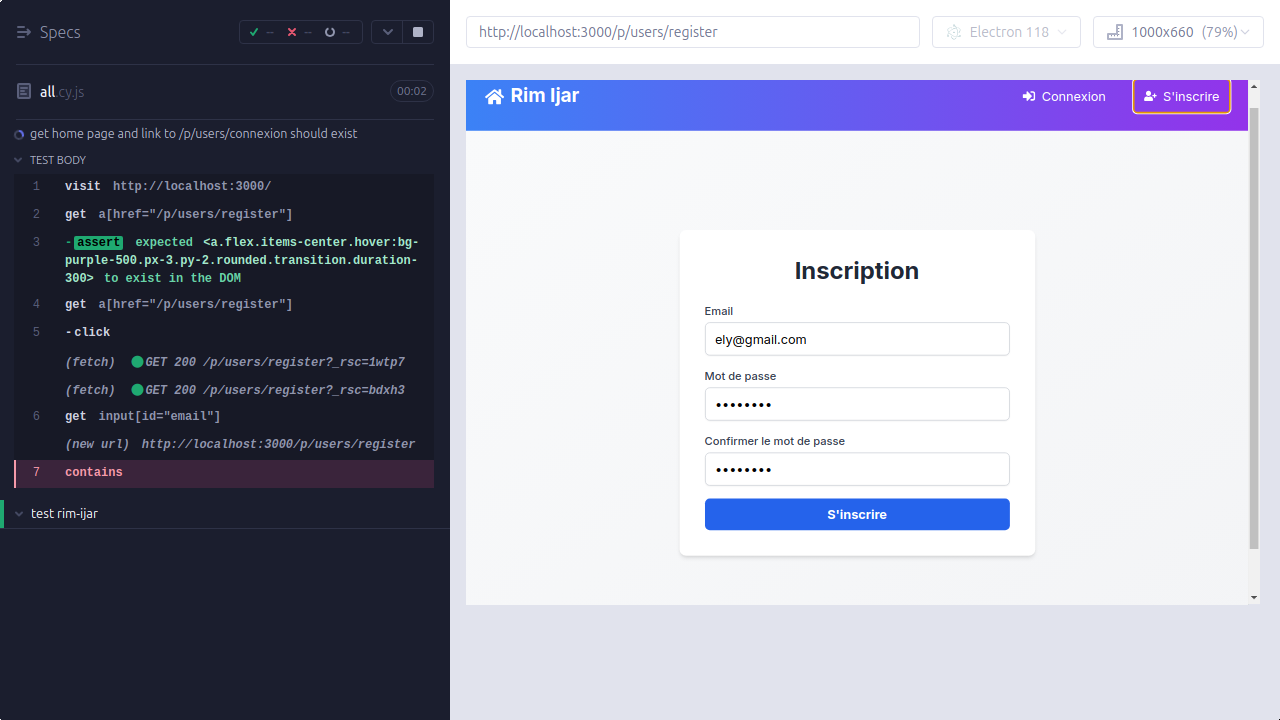 Specs
--
--
--
all.cy.js
00:02
get home page and link to /p/users/connexion should exist
TEST BODY
1 visit http://localhost:3000/
2 get a[href="/p/users/register"]
3 -assert expected <a.flex.items-center.hover:bg-
purple-500.px-3.py-2.rounded.transition.duration-
300> to exist in the DOM
4 get a[href="/p/users/register"]
5 -click
(fetch) GET 200 /p/users/register?_rsc=1wtp7
(fetch) GET 200 /p/users/register?_rsc=bdxh3
6 get input[id="email"]
(new url) http://localhost:3000/p/users/register
7 contains
test rim-ijar
http://localhost:3000/p/users/register
Electron 118
1000x660 (79%)
Rim Ijar
Connexion
S'inscrire
Inscription
Email
ely@gmail.com
Mot de passe
••••••••
Confirmer le mot de passe
••••••••
S'inscrire